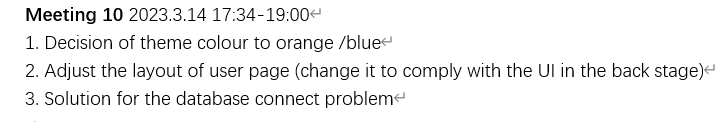 Meeting 10 2023.3.14 17:34-19:00
1. Decision of theme colour to orange /blue
2. Adjust the layout of user page (change it to comply with the UI in the back stage)
3. Solution for the database connect problem